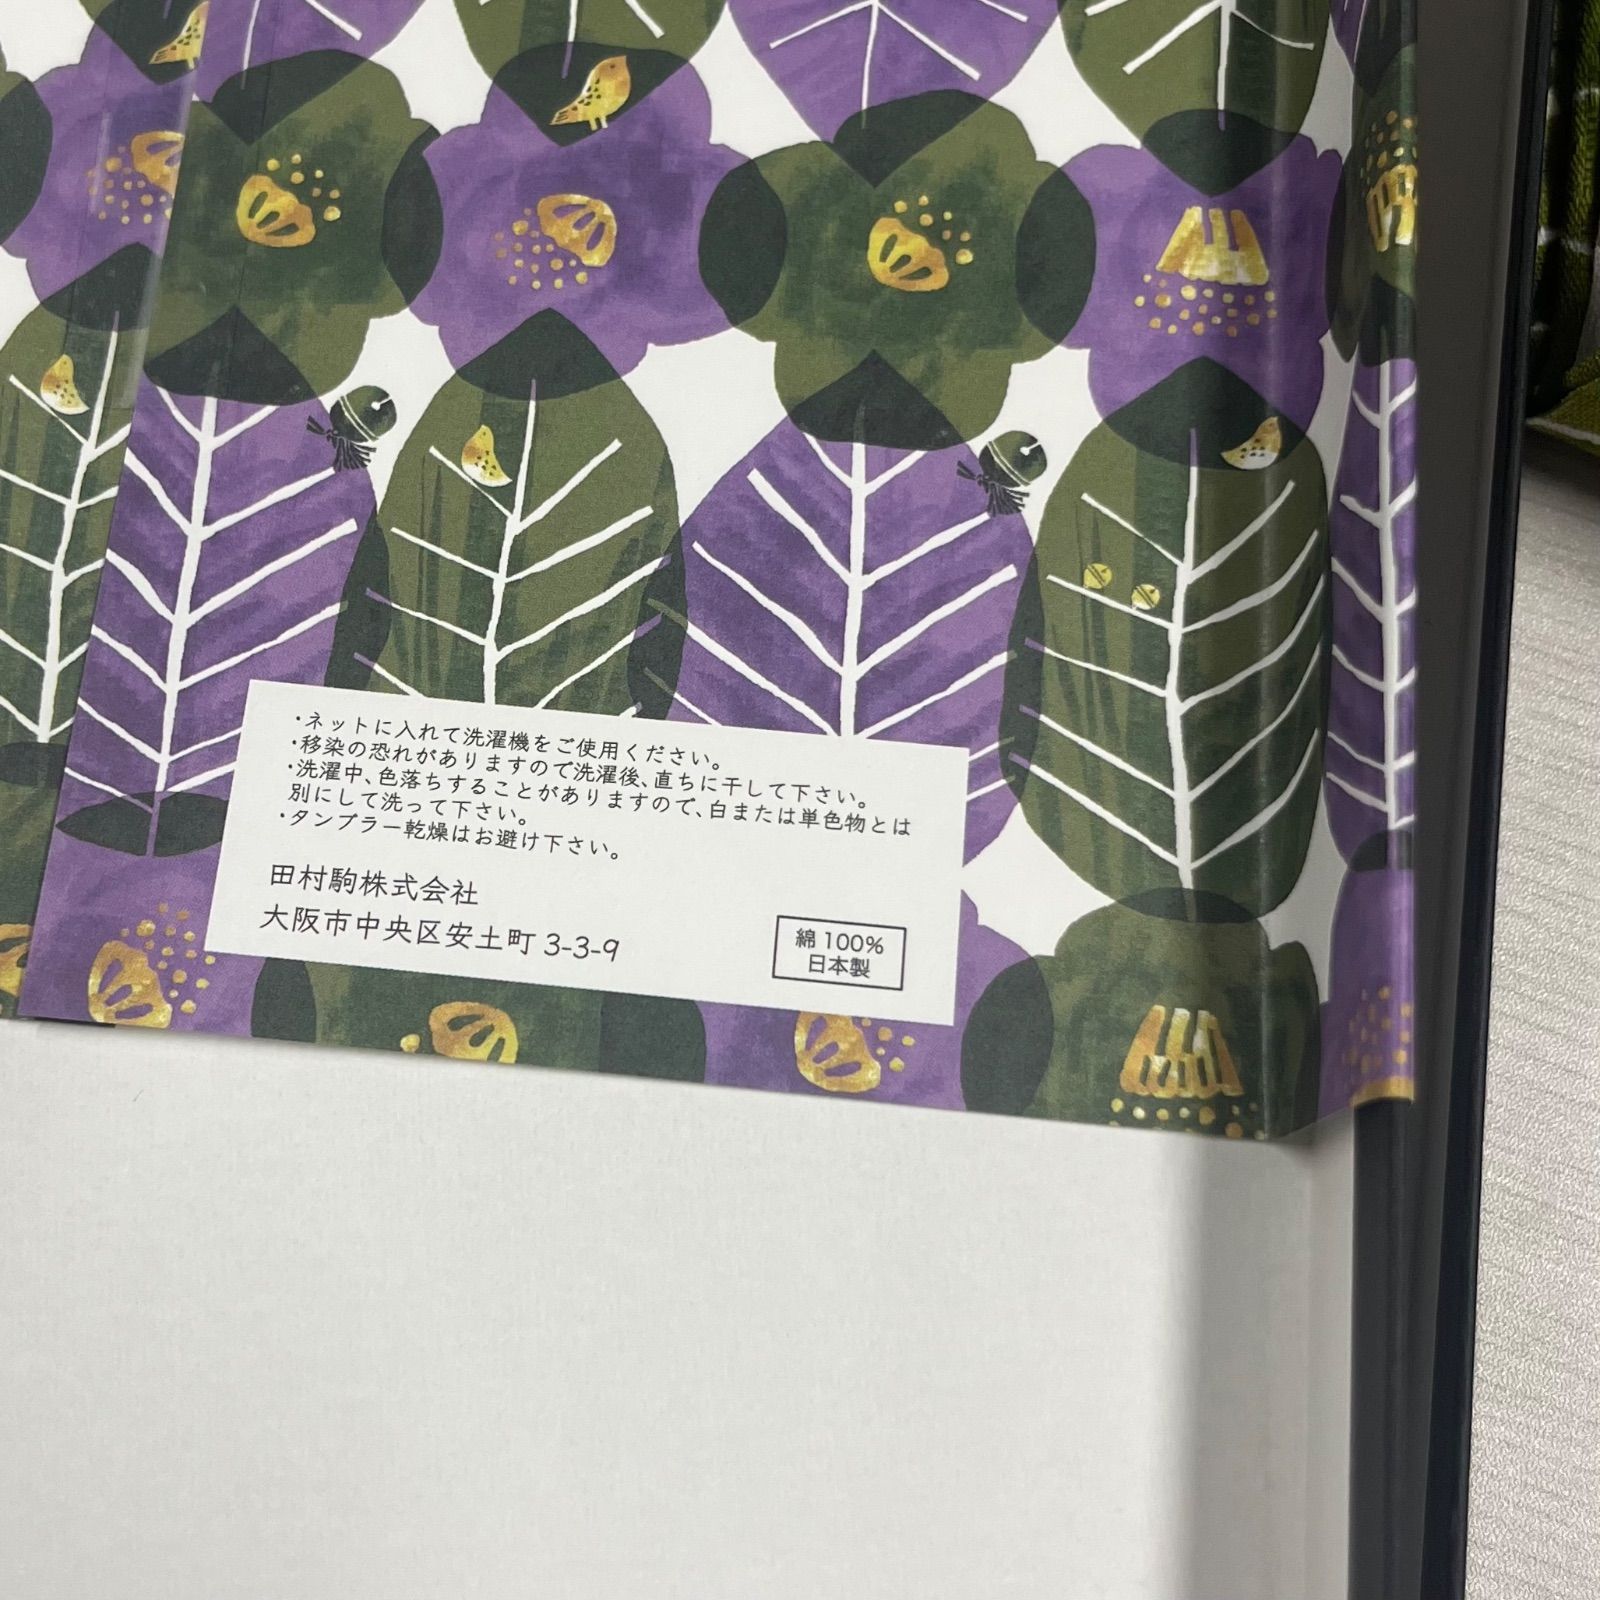 ・ネットに入れて洗濯機をご使用ください。
・移染の恐れがありますので洗濯後、直ちに干して下さい。
・洗濯中、色落ちすることがありますので、白または単色物とは
別にして洗って下さい。
・タンブラー乾燥はお避け下さい。
田村駒株式会社
大阪市中央区安土町 3-3-9
綿 100%
日本製